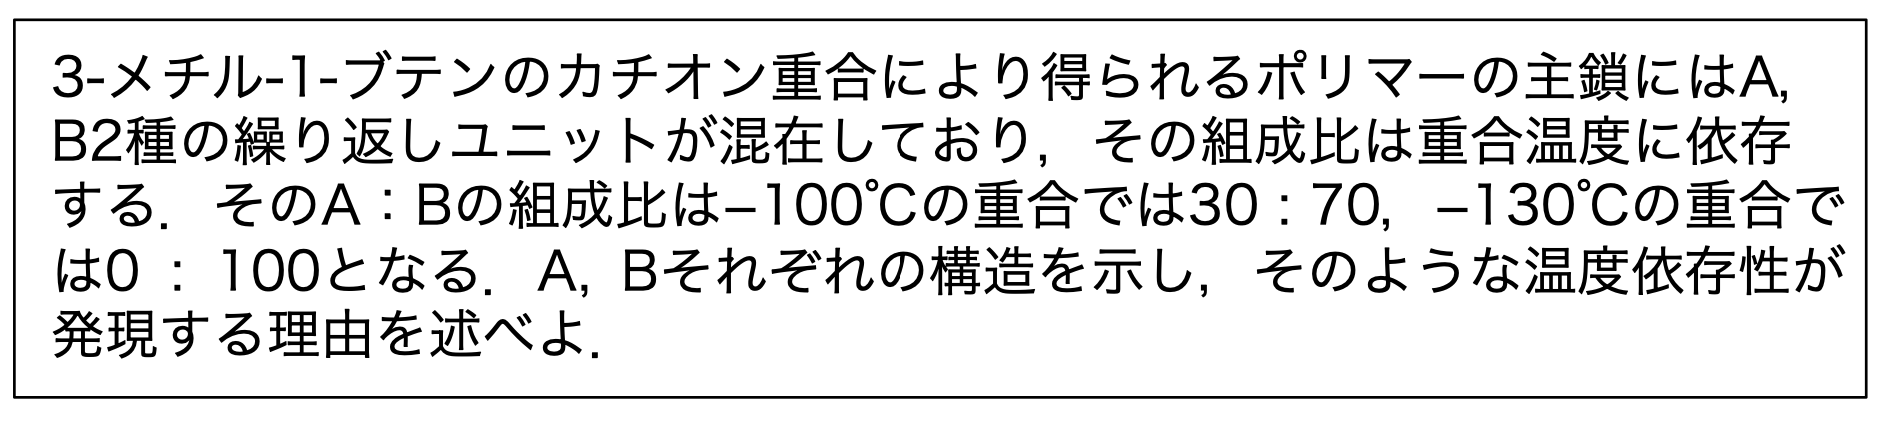 3-メチル-1-ブテンのカチオン重合により得られるポリマーの主鎖にはA,
B2種の繰り返しユニットが混在しており，その組成比は重合温度に依存
する．そのA：Bの組成比は−100℃の重合では30：70，−130℃の重合で
は0 ： 100となる．A, Bそれぞれの構造を示し，そのような温度依存性が
発現する理由を述べよ．